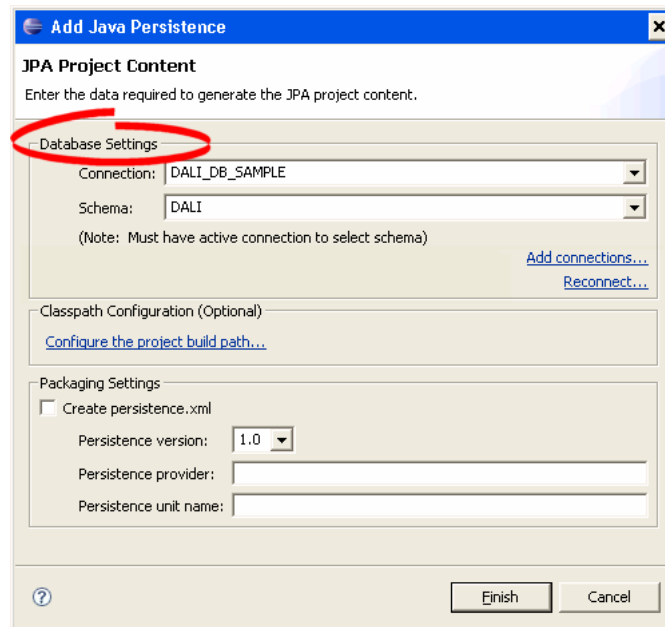 Add Java Persistence
JPA Project Content
Enter the data required to generate the JPA project content.
Database Settings
Connection: DALI_DB_SAMPLE
Schema: DALI
(Note: Must have active connection to select schema)
Add connections...
Reconnect...
Classpath Configuration (Optional)
Configure the project build path...
Packaging Settings
Create persistence.xml
Persistence version: 1.0
Persistence provider:
Persistence unit name:
? Finish Cancel